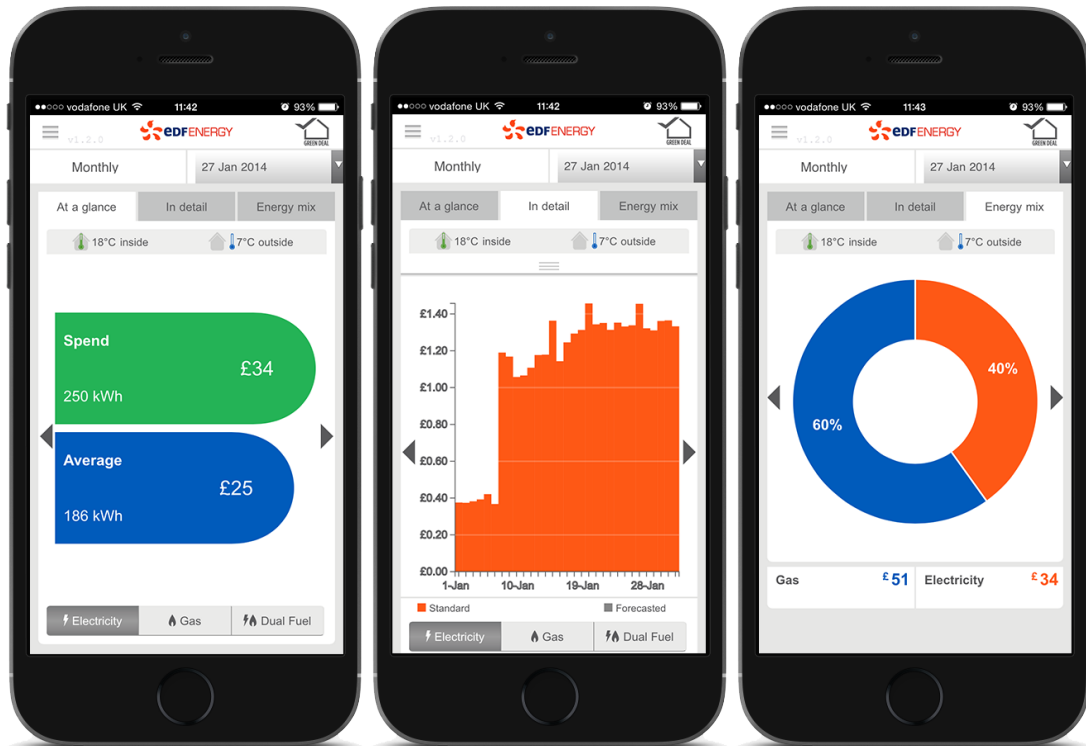 vodafone UK 11:42 93%
v1.2.0
eDFENERGY
GREEN DEAL
Monthly 27 Jan 2014
At a glance In detail Energy mix
18°C inside 7°C outside
Spend
£34
250 kWh
Average
£25
186 kWh
Electricity Gas Dual Fuel
vodafone UK 11:42 93%
v1.2.0
eDFENERGY
GREEN DEAL
Monthly 27 Jan 2014
At a glance In detail Energy mix
18°C inside 7°C outside
£1.40
£1.20
£1.00
£0.80
£0.60
£0.40
£0.20
£0.00
1-Jan 10-Jan 19-Jan 28-Jan
Standard Forecasted
Electricity Gas Dual Fuel
vodafone UK 11:43 93%
v1.2.0
eDFENERGY
GREEN DEAL
Monthly 27 Jan 2014
At a glance In detail Energy mix
18°C inside 7°C outside
40%
60%
Gas £51 Electricity £34